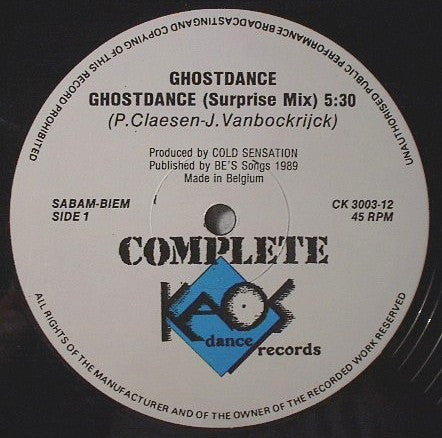 UNAUTHORISED PUBLIC PERFORMANCE BROADCASTING AND COPYING OF THIS RECORD PROHIBITED
GHOSTDANCE
GHOSTDANCE (Surprise Mix) 5:30
(P.Claesen-J.Vanbockrijck)
Produced by COLD SENSATION
Published by BE'S Songs 1989
Made in Belgium
SABAM-BIEM
SIDE 1
CK 3003-12
45 RPM
COMPLETE
KAOS
dance
records
ALL RIGHTS OF THE MANUFACTURER AND OF THE OWNER OF THE RECORDED WORK RESERVED